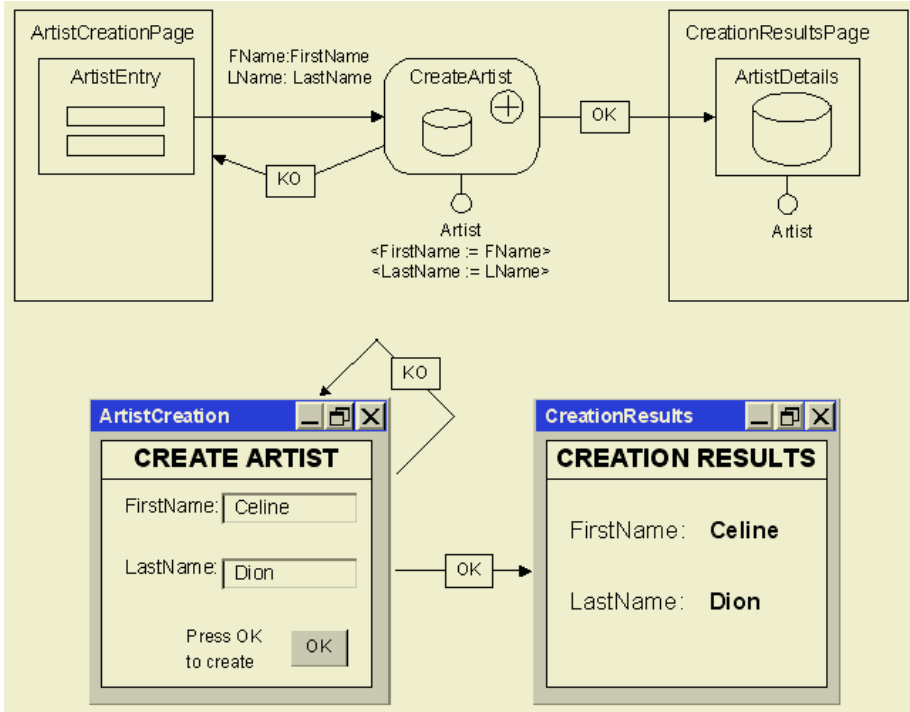 ArtistCreationPage
ArtistEntry
FName:FirstName
LName: LastName
KO
CreateArtist
Artist
<FirstName := FName>
<LastName := LName>
OK
CreationResultsPage
ArtistDetails
Artist
KO
ArtistCreation
CREATE ARTIST
FirstName: Celine
LastName: Dion
Press OK
to create
OK
OK
CreationResults
CREATION RESULTS
FirstName: Celine
LastName: Dion